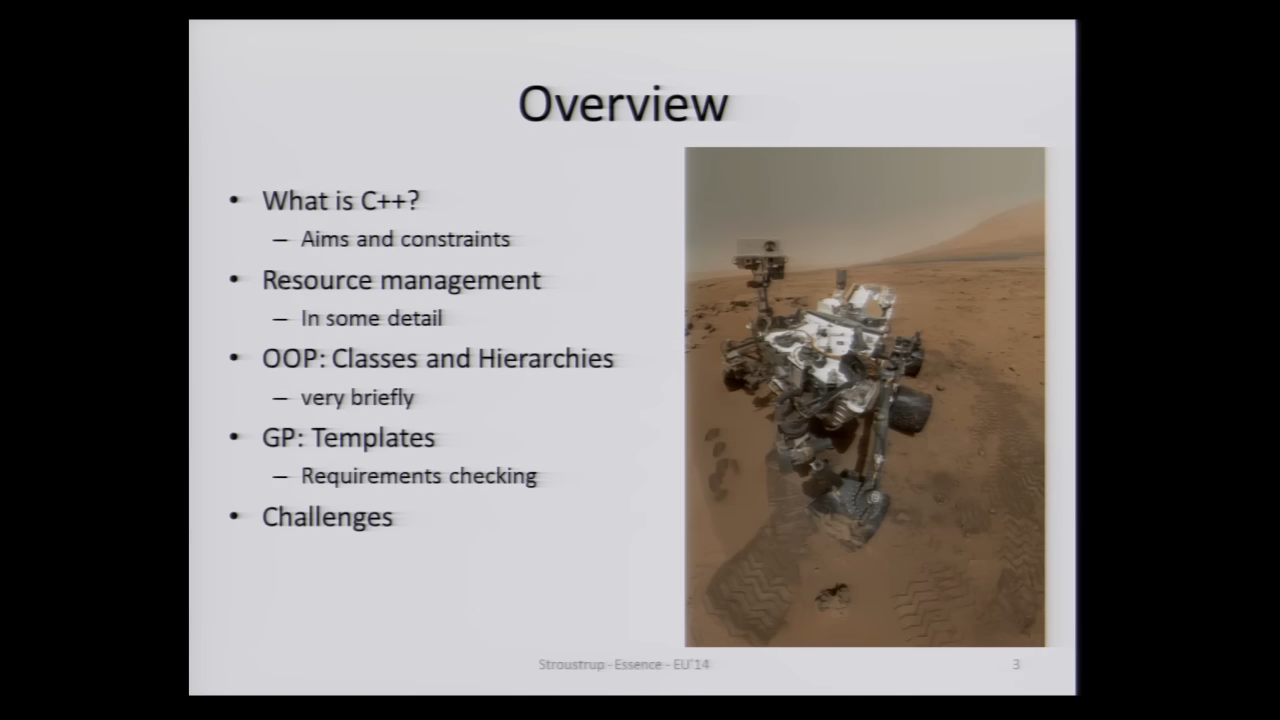 Overview
• What is C++?
– Aims and constraints
• Resource management
– In some detail
• OOP: Classes and Hierarchies
– very briefly
• GP: Templates
– Requirements checking
• Challenges
Stroustrup - Essence - EU'14
3